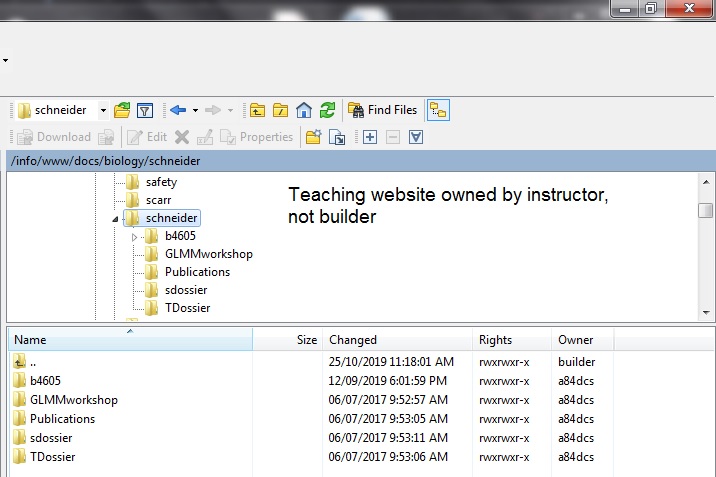 schneider Find Files
Download Edit Properties
/info/www/docs/biology/schneider
safety
scarr
schneider
b4605
GLMMworkshop
Publications
sdossier
TDossier
Teaching website owned by instructor,
not builder
Name Size Changed Rights Owner
.. 25/10/2019 11:18:01 AM rwxrwxr-x builder
b4605 12/09/2019 6:01:59 PM rwxrwxr-x a84dcs
GLMMworkshop 06/07/2017 9:52:57 AM rwxrwxr-x a84dcs
Publications 06/07/2017 9:53:05 AM rwxrwxr-x a84dcs
sdossier 06/07/2017 9:53:11 AM rwxrwxr-x a84dcs
TDossier 06/07/2017 9:53:06 AM rwxrwxr-x a84dcs